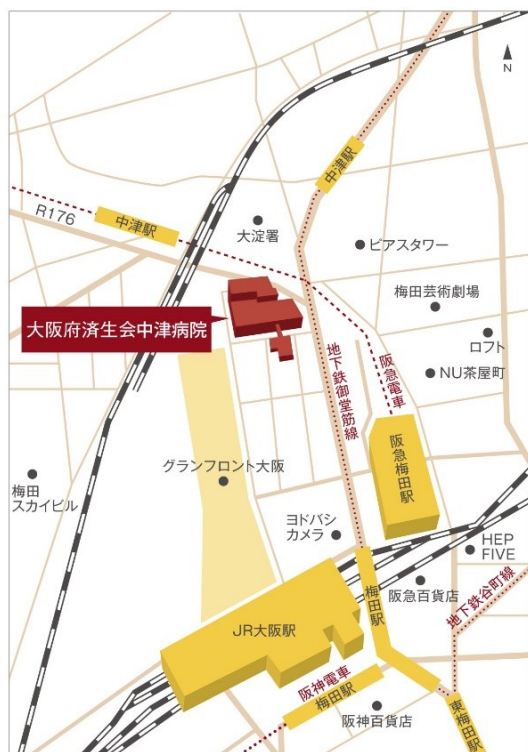 N
中津駅
R176
中津駅
大淀署
ピアスタワー
梅田芸術劇場
大阪府済生会中津病院
ロフト
地下鉄御堂筋線
阪急電車
NU茶屋町
阪急梅田駅
グランフロント大阪
梅田
スカイビル
ヨドバシ
カメラ
HEP
FIVE
梅田駅
阪急百貨店
地下鉄谷町線
JR大阪駅
阪神電車
梅田駅
阪神百貨店
東梅田駅